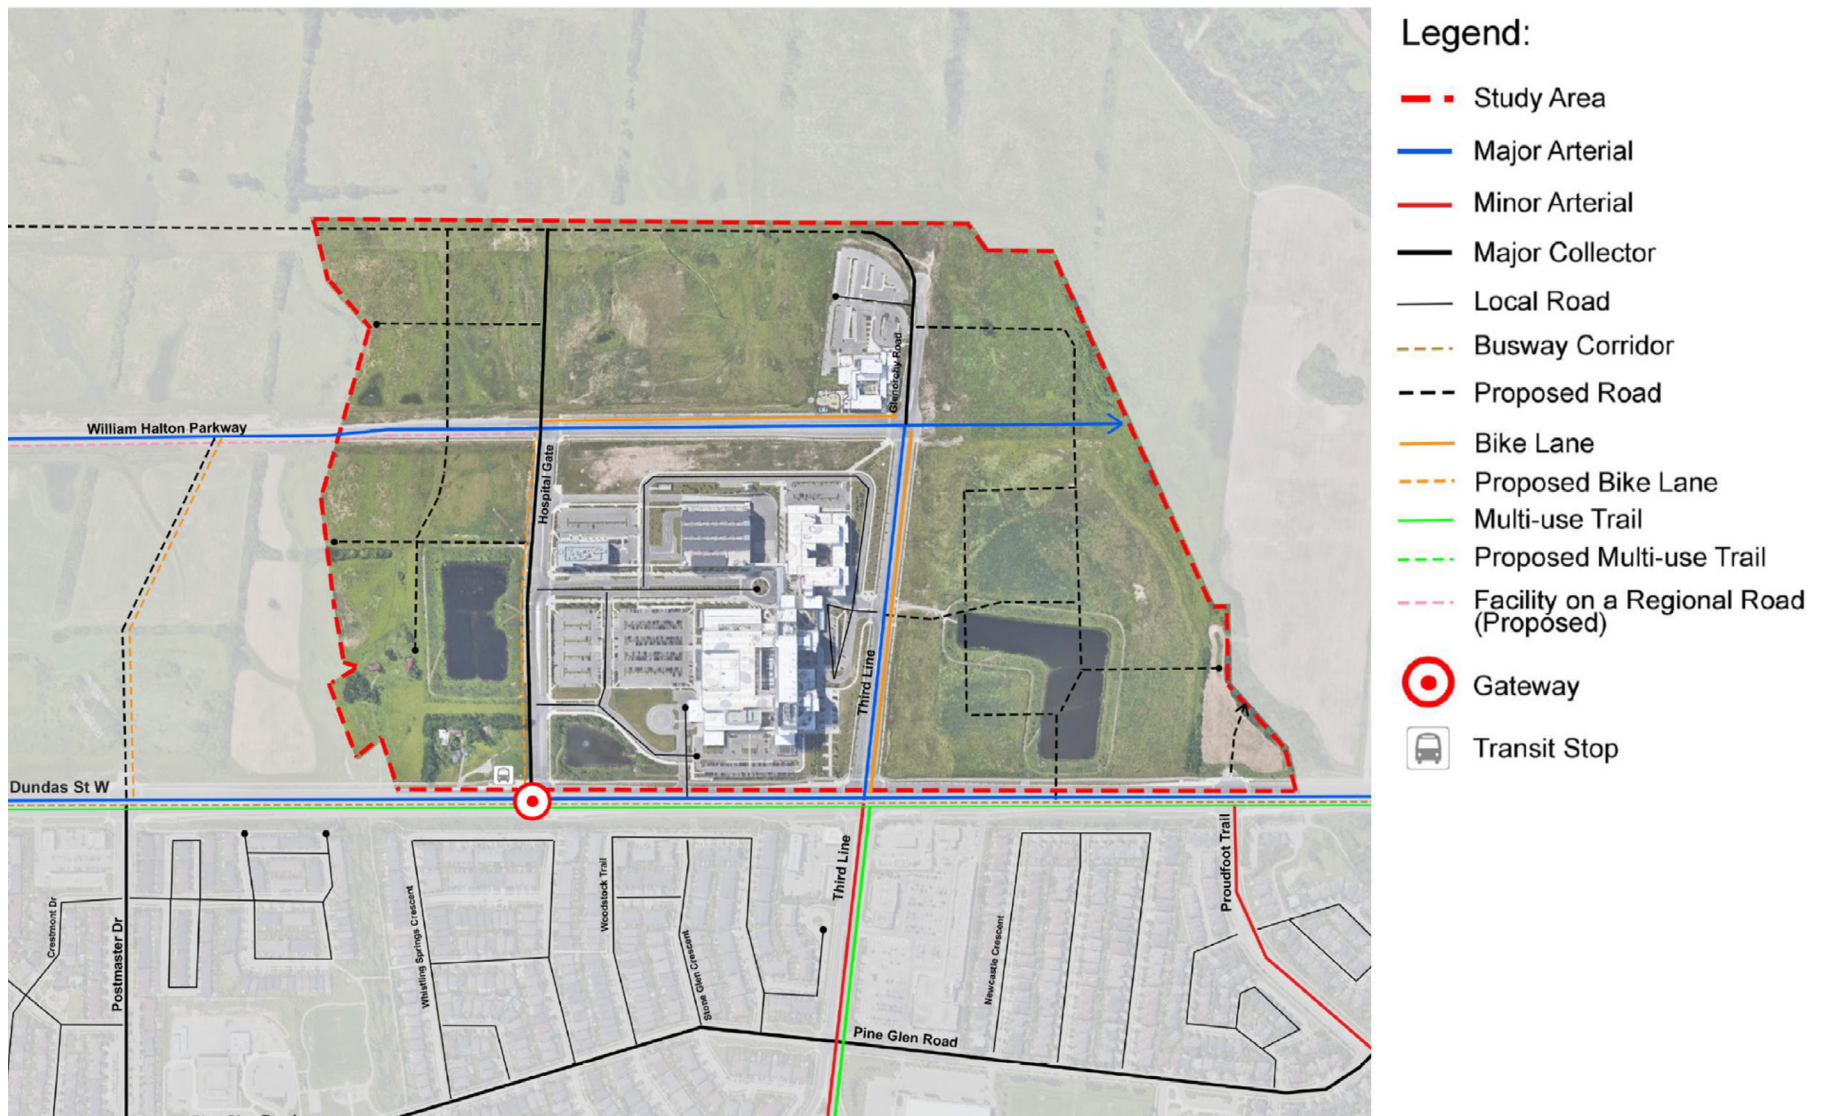 Legend:
Study Area
Major Arterial
Minor Arterial
Major Collector
Local Road
Busway Corridor
Proposed Road
Bike Lane
Proposed Bike Lane
Multi-use Trail
Proposed Multi-use Trail
Facility on a Regional Road
(Proposed)
Gateway
Transit Stop
Glenorchy Road
William Halton Parkway
Hospital Gate
Third Line
Dundas St W
Third Line
Proudfoot Trail
Crestmont Dr
Postmaster Dr
Whistling Springs Crescent
Woodstock Trail
Stone Glen Crescent
Newcastle Crescent
Pine Glen Road